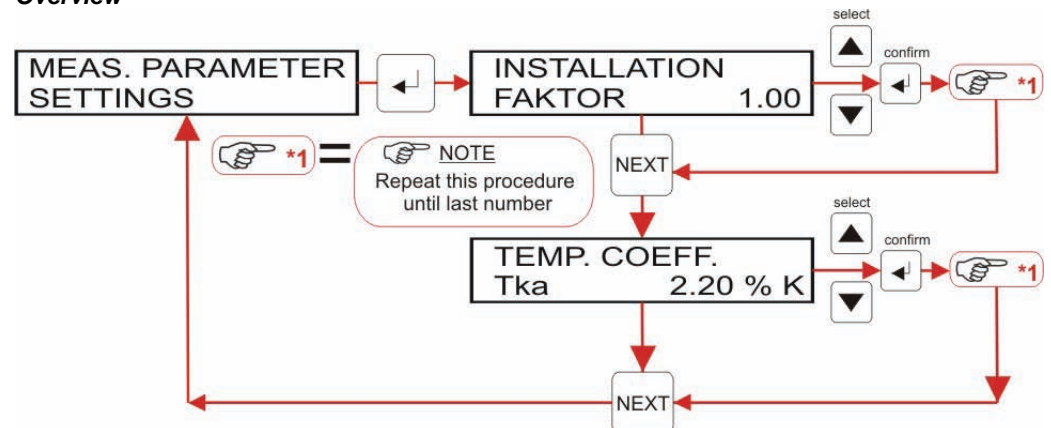 Overview
select
MEAS. PARAMETER
SETTINGS
INSTALLATION
FAKTOR 1.00
confirm
*1
*1
NOTE
Repeat this procedure
until last number
NEXT
select
TEMP. COEFF.
Tka 2.20 % K
confirm
*1
NEXT